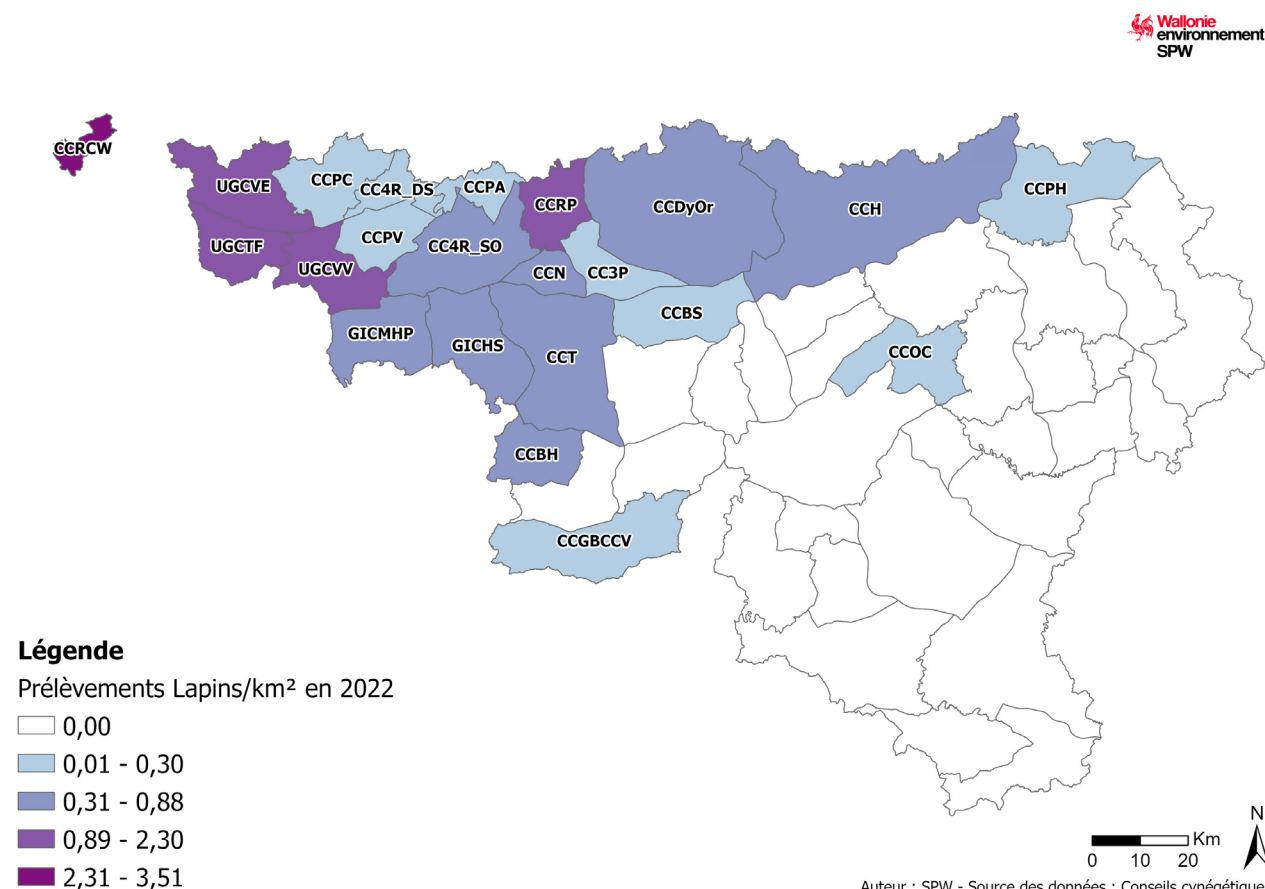 Wallonie
environnement
SPW
CCRCW
UGCVE
CCPC
CC4R_DS
CCPA
CCRP
CCDyOr
CCH
CCPH
UGCTF
UGCVV
CCPV
CC4R_SO
CCN
CC3P
CCBS
GICMHP
GICHS
CCT
CCOC
CCBH
CCGBCCV
Légende
Prélèvements Lapins/km² en 2022
0,00
0,01 - 0,30
0,31 - 0,88
0,89 - 2,30
2,31 - 3,51
N
Km
0 10 20
Auteur : SPW - Source des données : Conseils cynégétique